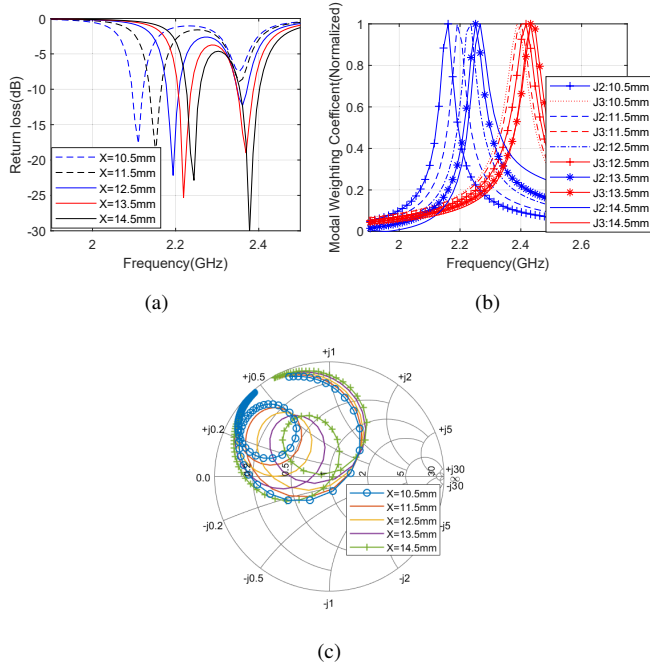 0
-5
-10
-15
-20
-25
-30
Return loss(dB)
X=10.5mm
X=11.5mm
X=12.5mm
X=13.5mm
X=14.5mm
2
2.2
2.4
Frequency(GHz)
(a)
1
0.8
0.6
0.4
0.2
0
Modal Weighting Coefficent(Normalized)
J2:10.5mm
J3:10.5mm
J2:11.5mm
J3:11.5mm
J2:12.5mm
J3:12.5mm
J2:13.5mm
J3:13.5mm
J2:14.5mm
J3:14.5mm
2
2.2
2.4
2.6
Frequency(GHz)
(b)
+j1
+j0.5
+j2
+j0.2
+j5
0.0
0.2
0.5
1
2
+j30
-j30
-j0.2
-j5
-j0.5
-j2
-j1
X=10.5mm
X=11.5mm
X=12.5mm
X=13.5mm
X=14.5mm
(c)